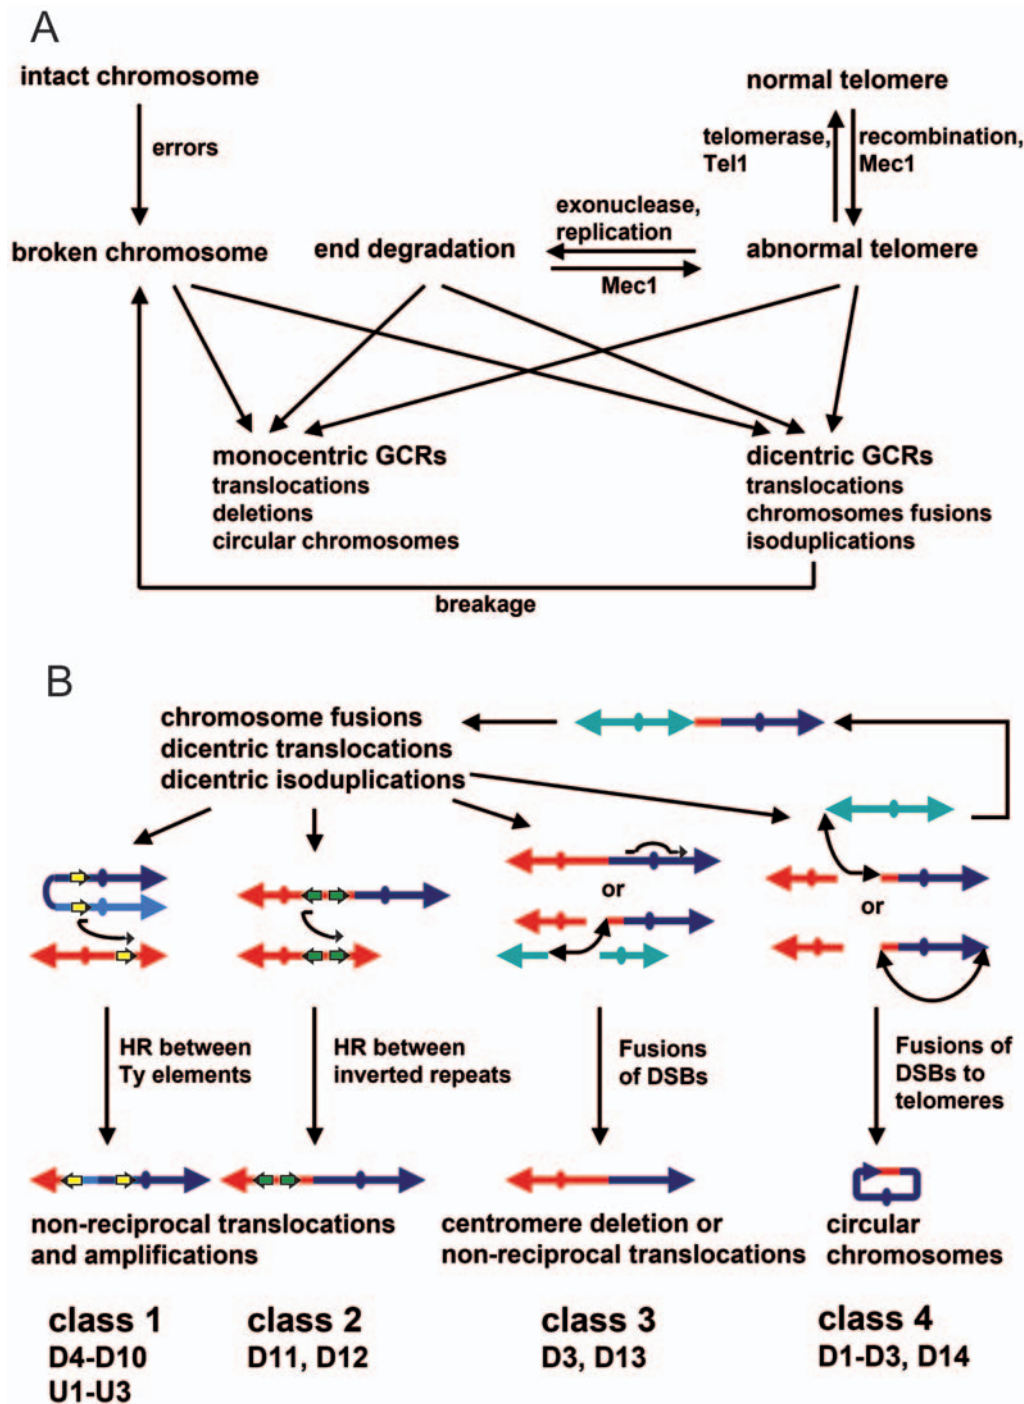 A
intact chromosome
normal telomere
errors
telomerase,
Tel1
recombination,
Mec1
exonuclease,
replication
broken chromosome
end degradation
abnormal telomere
Mec1
monocentric GCRs
translocations
deletions
circular chromosomes
dicentric GCRs
translocations
chromosomes fusions
isoduplications
breakage
B
chromosome fusions
dicentric translocations
dicentric isoduplications
or
or
HR between
Ty elements
HR between
inverted repeats
Fusions
of DSBs
Fusions of
DSBs to
telomeres
non-reciprocal translocations
and amplifications
centromere deletion or
non-reciprocal translocations
circular
chromosomes
class 1
D4-D10
U1-U3
class 2
D11, D12
class 3
D3, D13
class 4
D1-D3, D14